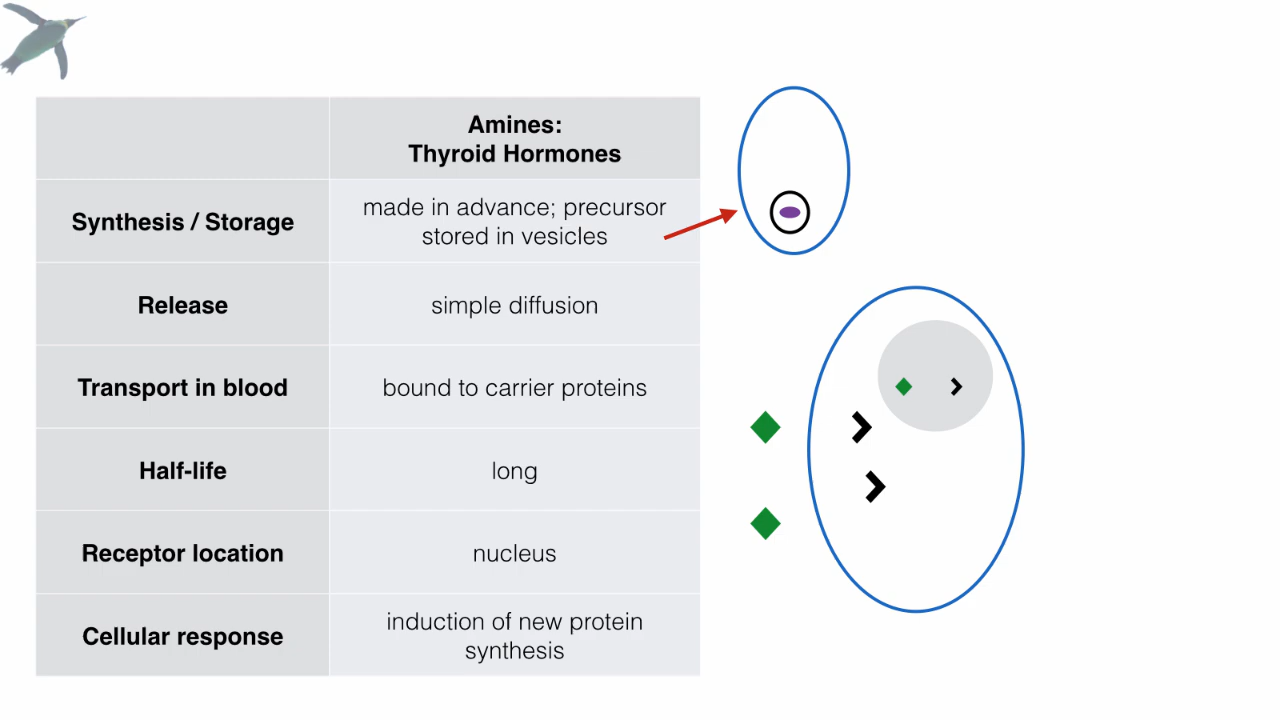 Amines:
Thyroid Hormones
Synthesis / Storage
made in advance; precursor
stored in vesicles
Release
simple diffusion
Transport in blood
bound to carrier proteins
Half-life
long
Receptor location
nucleus
Cellular response
induction of new protein
synthesis